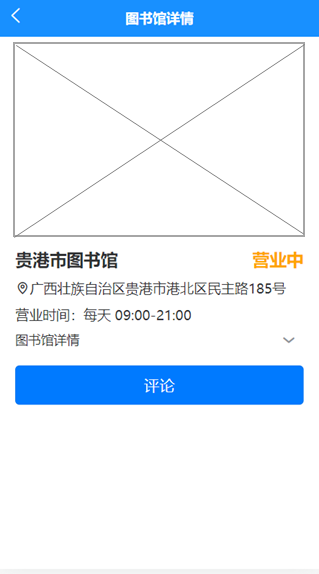 图书馆详情
贵港市图书馆
营业中
广西壮族自治区贵港市港北区民主路185号
营业时间：每天 09:00-21:00
图书馆详情
评论